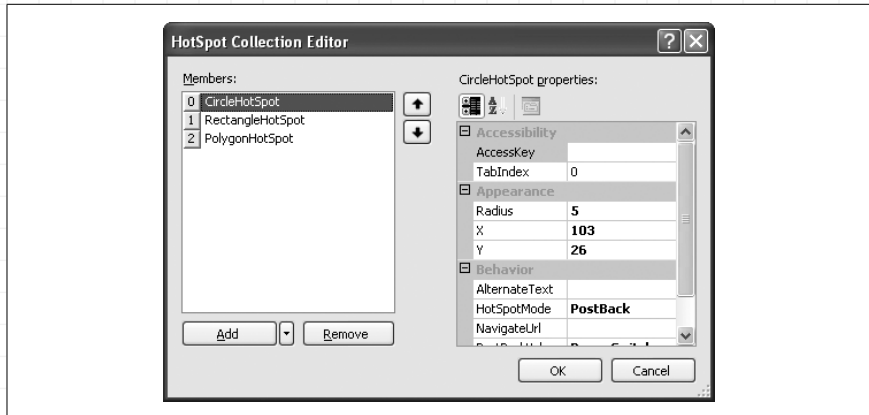 HotSpot Collection Editor
Members:
0 CircleHotSpot
1 RectangleHotSpot
2 PolygonHotSpot
Add
Remove
CircleHotSpot properties:
Accessibility
AccessKey
TabIndex 0
Appearance
Radius 5
X 103
Y 26
Behavior
AlternateText
HotSpotMode PostBack
NavigateUrl
OK
Cancel